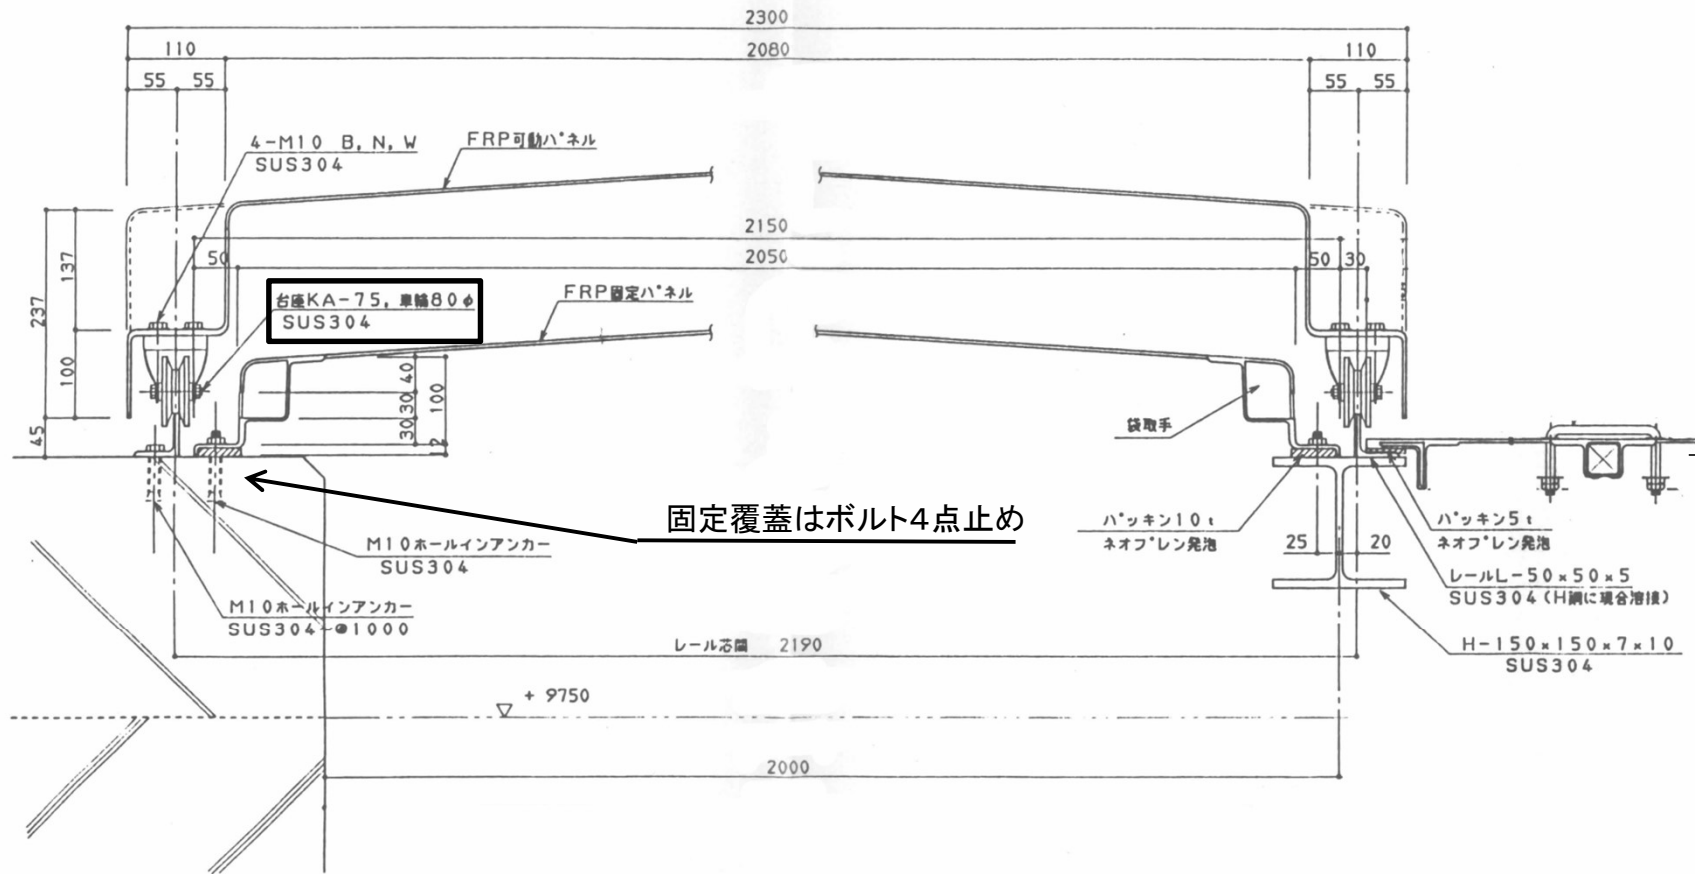 2300
110
2080
110
55
55
55
55
4-M10 B, N, W
SUS304
FRP可動パネル
2150
50
2050
50
30
137
237
100
45
台座KA-75, 車輪80φ
SUS304
FRP固定パネル
40
100
30
30
12
袋取手
固定覆蓋はボルト4点止め
M10ホールインアンカー
SUS304
M10ホールインアンカー
SUS304-@1000
パッキン10t
ネオプレン発泡
25
20
パッキン5t
ネオプレン発泡
レールL-50×50×5
SUS304(H鋼に現合溶接)
H-150×150×7×10
SUS304
レール芯間 2190
+ 9750
2000